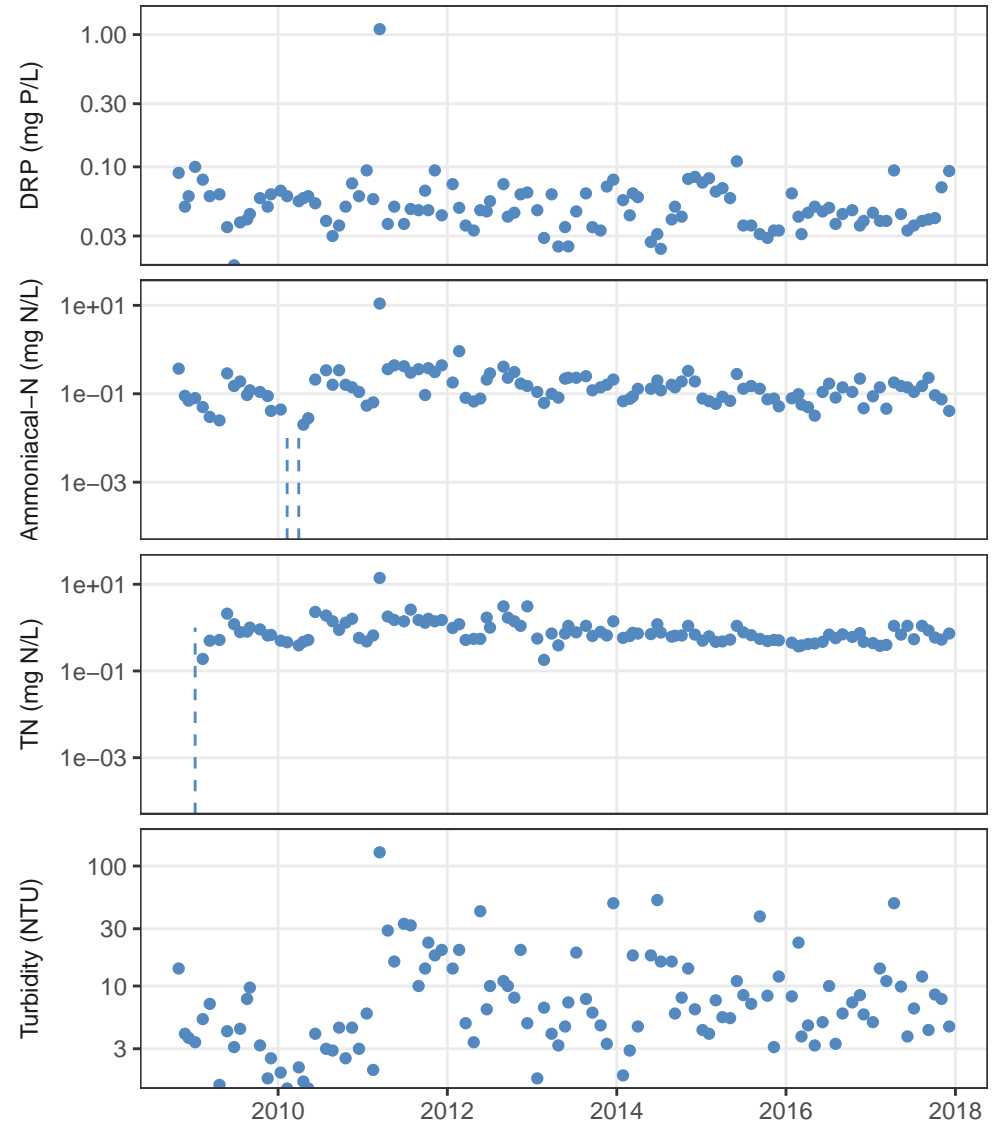 DRP (mg P/L)
1.00
0.30
0.10
0.03
Ammoniacal−N (mg N/L)
1e+01
1e−01
1e−03
TN (mg N/L)
1e+01
1e−01
1e−03
Turbidity (NTU)
100
30
10
3
2010 2012 2014 2016 2018